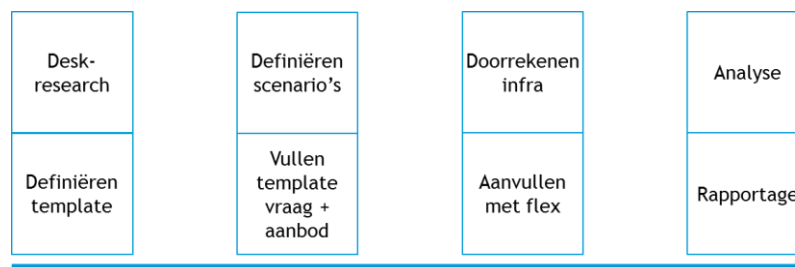 Desk-
research
Definiëren
template
Definiëren
scenario's
Vullen
template
vraag +
aanbod
Doorrekenen
infra
Aanvullen
met flex
Analyse
Rapportage